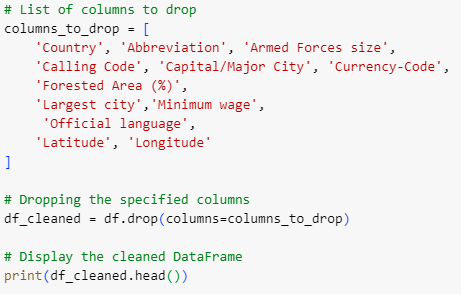 # List of columns to drop
columns_to_drop = [
    'Country', 'Abbreviation', 'Armed Forces size',
    'Calling Code', 'Capital/Major City', 'Currency-Code',
    'Forested Area (%)',
    'Largest city','Minimum wage',
     'Official language',
    'Latitude', 'Longitude'
]

# Dropping the specified columns
df_cleaned = df.drop(columns=columns_to_drop)

# Display the cleaned DataFrame
print(df_cleaned.head())